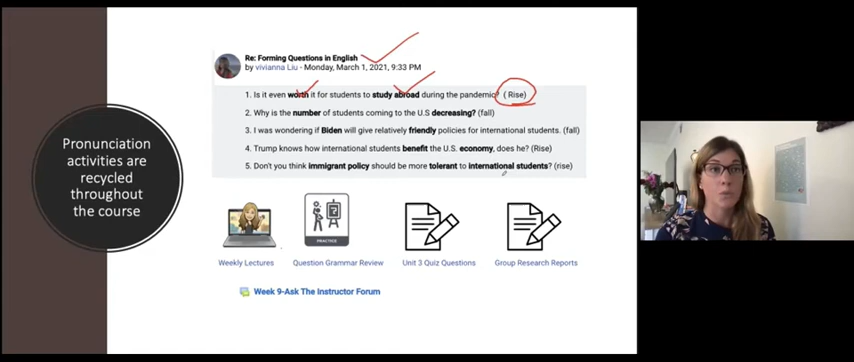 Pronunciation
activities are
recycled
throughout
the course
Re: Forming Questions in English
by vivianna Liu - Monday, March 1, 2021, 9:33 PM
1. Is it even worth it for students to study abroad during the pandemic? ( Rise)
2. Why is the number of students coming to the U.S decreasing? (fall)
3. I was wondering if Biden will give relatively friendly policies for international students. (fall)
4. Trump knows how international students benefit the U.S. economy, does he? (Rise)
5. Don't you think immigrant policy should be more tolerant to international students? (rise)
PRACTICE
Weekly Lectures
Question Grammar Review
Unit 3 Quiz Questions
Group Research Reports
Week 9-Ask The Instructor Forum